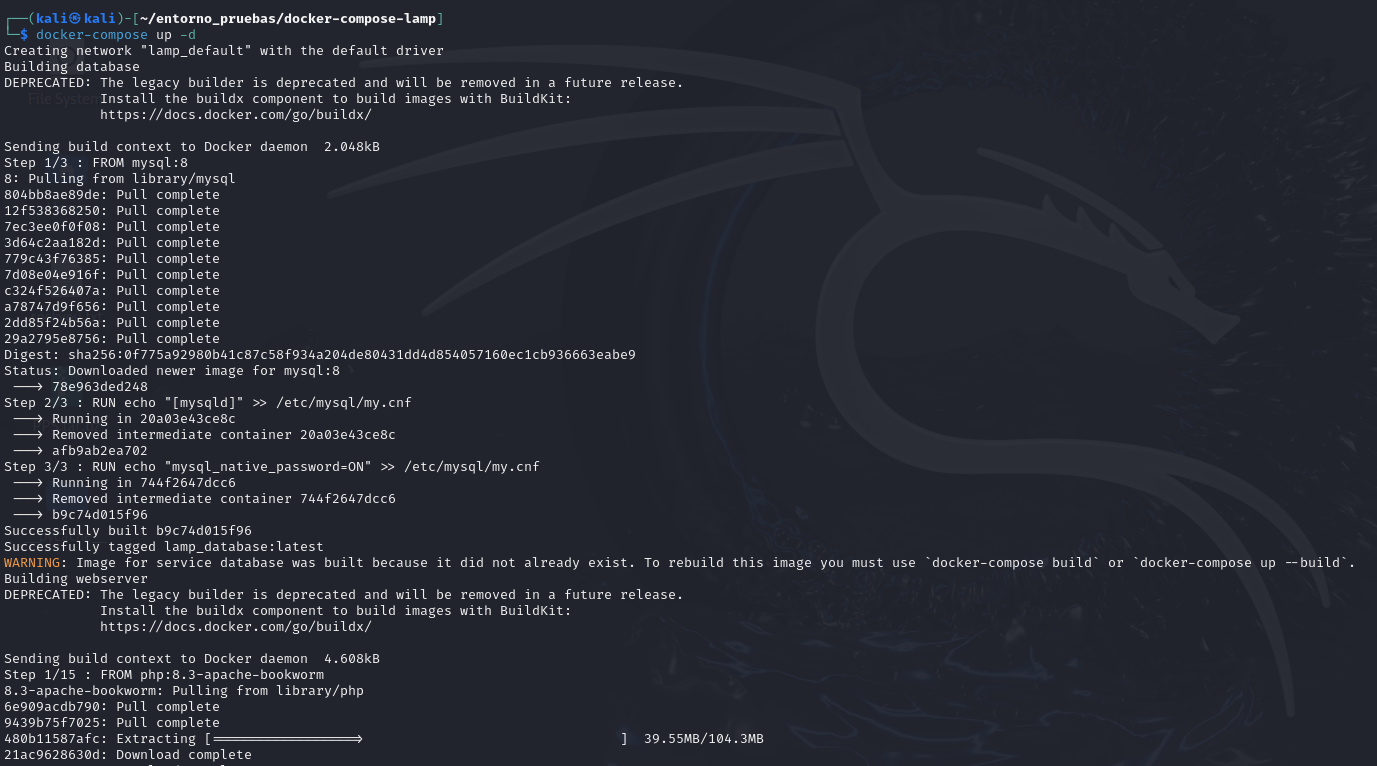 ┌──(kali㉿kali)-[~/entorno_pruebas/docker-compose-lamp]
└─$ docker-compose up -d
Creating network "lamp_default" with the default driver
Building database
DEPRECATED: The legacy builder is deprecated and will be removed in a future release.
            Install the buildx component to build images with BuildKit:
            https://docs.docker.com/go/buildx/

Sending build context to Docker daemon  2.048kB
Step 1/3 : FROM mysql:8
8: Pulling from library/mysql
804bb8ae89de: Pull complete
12f538368250: Pull complete
7ec3ee0f0f08: Pull complete
3d64c2aa182d: Pull complete
779c43f76385: Pull complete
7d08e04e916f: Pull complete
c324f526407a: Pull complete
a78747d9f656: Pull complete
2dd85f24b56a: Pull complete
29a2795e8756: Pull complete
Digest: sha256:0f775a92980b41c87c58f934a204de80431dd4d854057160ec1cb936663eabe9
Status: Downloaded newer image for mysql:8
 ---> 78e963ded248
Step 2/3 : RUN echo "[mysqld]" >> /etc/mysql/my.cnf
 ---> Running in 20a03e43ce8c
 ---> Removed intermediate container 20a03e43ce8c
 ---> afb9ab2ea702
Step 3/3 : RUN echo "mysql_native_password=ON" >> /etc/mysql/my.cnf
 ---> Running in 744f2647dcc6
 ---> Removed intermediate container 744f2647dcc6
 ---> b9c74d015f96
Successfully built b9c74d015f96
Successfully tagged lamp_database:latest
WARNING: Image for service database was built because it did not already exist. To rebuild this image you must use `docker-compose build` or `docker-compose up --build`.
Building webserver
DEPRECATED: The legacy builder is deprecated and will be removed in a future release.
            Install the buildx component to build images with BuildKit:
            https://docs.docker.com/go/buildx/

Sending build context to Docker daemon  4.608kB
Step 1/15 : FROM php:8.3-apache-bookworm
8.3-apache-bookworm: Pulling from library/php
6e909acdb790: Pull complete
9439b75f7025: Pull complete
480b11587afc: Extracting [==================>                                ]  39.55MB/104.3MB
21ac9628630d: Download complete